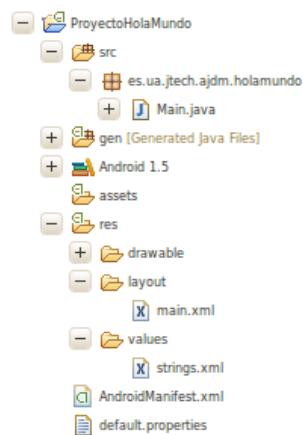 ProyectoHolaMundo
src
es.ua.jtech.ajdm.holamundo
Main.java
gen [Generated Java Files]
Android 1.5
assets
res
drawable
layout
main.xml
values
strings.xml
AndroidManifest.xml
default.properties